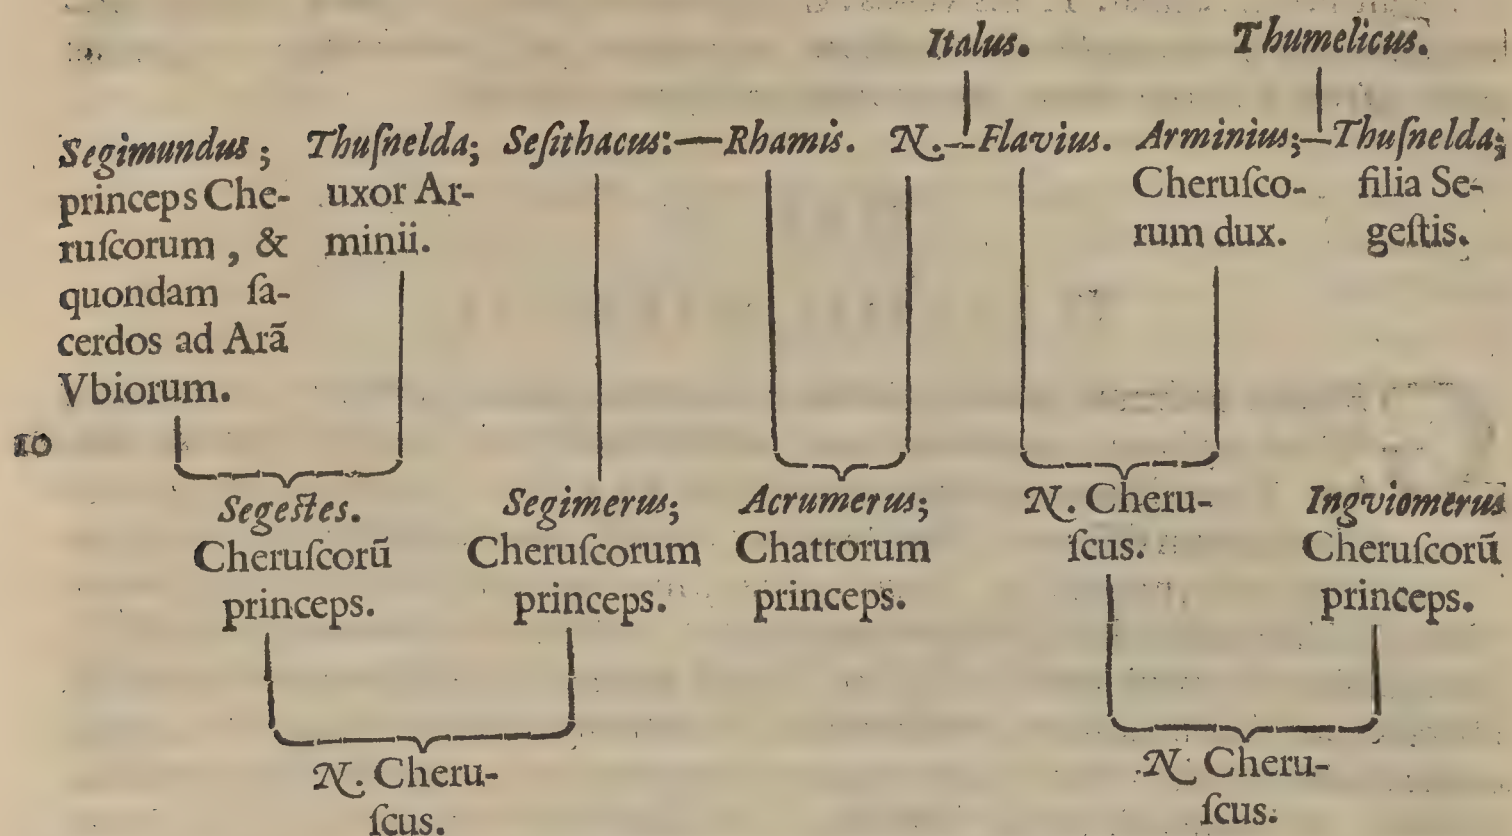 Italus. Thumelicus.
Segimundus; Thuſnelda; Seſithacus:—Rhamis. N.—Flavius. Arminius;—Thuſnelda;
princeps Che- uxor Ar- Cheruſco- filia Se-
ruſcorum, & minii. rum dux. geſtis.
quondam ſa-
cerdos ad Arã
Vbiorum.
10
Segeſtes. Segimerus; Acrumerus; N. Cheru- Ingviomerus
Cheruſcorũ Cheruſcorum Chattorum ſcus. Cheruſcorũ
princeps. princeps. princeps. princeps.
N. Cheru- N. Cheru-
ſcus. ſcus.